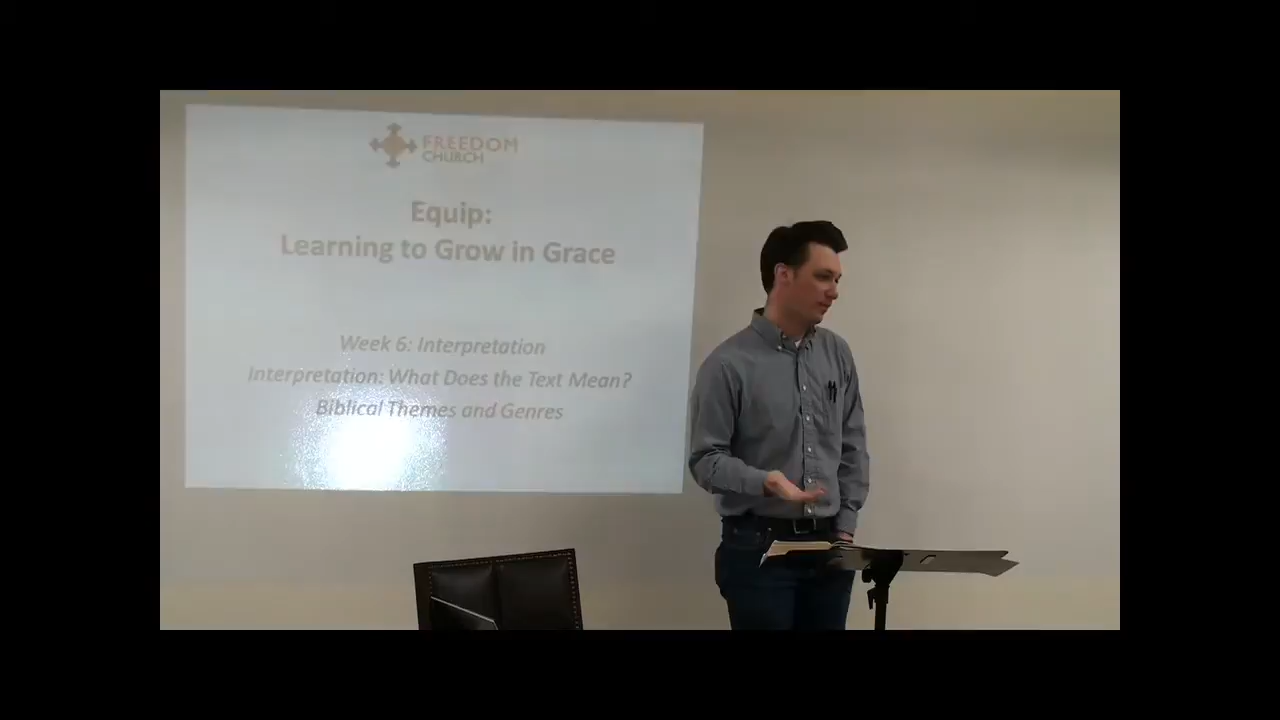 FREEDOM
CHURCH
Equip:
Learning to Grow in Grace
Week 6: Interpretation
Interpretation: What Does the Text Mean?
Biblical Themes and Genres